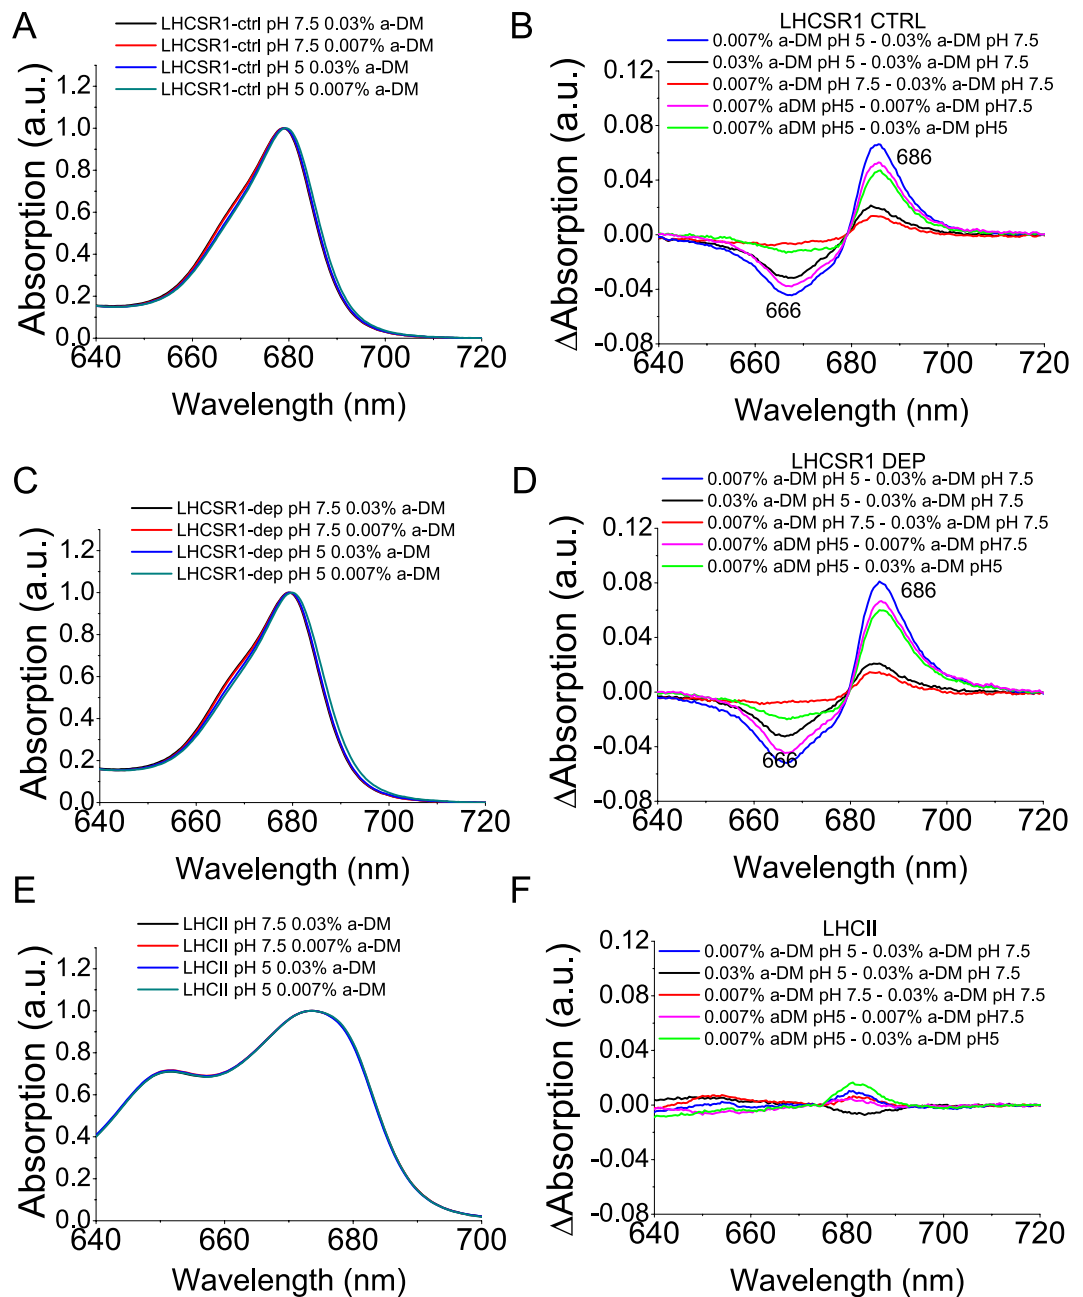 A
LHCSR1-ctrl pH 7.5 0.03% a-DM
LHCSR1-ctrl pH 7.5 0.007% a-DM
LHCSR1-ctrl pH 5 0.03% a-DM
LHCSR1-ctrl pH 5 0.007% a-DM
Absorption (a.u.)
1.2
1.0
0.8
0.6
0.4
0.2
0.0
640 660 680 700 720
Wavelength (nm)
B
LHCSR1 CTRL
0.007% a-DM pH 5 - 0.03% a-DM pH 7.5
0.03% a-DM pH 5 - 0.03% a-DM pH 7.5
0.007% a-DM pH 7.5 - 0.03% a-DM pH 7.5
0.007% aDM pH5 - 0.007% a-DM pH7.5
0.007% aDM pH5 - 0.03% a-DM pH5
ΔAbsorption (a.u.)
0.12
0.08
0.04
0.00
-0.04
-0.08
686
666
640 660 680 700 720
Wavelength (nm)
C
LHCSR1-dep pH 7.5 0.03% a-DM
LHCSR1-dep pH 7.5 0.007% a-DM
LHCSR1-dep pH 5 0.03% a-DM
LHCSR1-dep pH 5 0.007% a-DM
Absorption (a.u.)
1.2
1.0
0.8
0.6
0.4
0.2
0.0
640 660 680 700 720
Wavelength (nm)
D
LHCSR1 DEP
0.007% a-DM pH 5 - 0.03% a-DM pH 7.5
0.03% a-DM pH 5 - 0.03% a-DM pH 7.5
0.007% a-DM pH 7.5 - 0.03% a-DM pH 7.5
0.007% aDM pH5 - 0.007% a-DM pH7.5
0.007% aDM pH5 - 0.03% a-DM pH5
ΔAbsorption (a.u.)
0.12
0.08
0.04
0.00
-0.04
-0.08
686
666
640 660 680 700 720
Wavelength (nm)
E
LHCII pH 7.5 0.03% a-DM
LHCII pH 7.5 0.007% a-DM
LHCII pH 5 0.03% a-DM
LHCII pH 5 0.007% a-DM
Absorption (a.u.)
1.2
1.0
0.8
0.6
0.4
0.2
0.0
640 660 680 700
Wavelength (nm)
F
LHCII
0.007% a-DM pH 5 - 0.03% a-DM pH 7.5
0.03% a-DM pH 5 - 0.03% a-DM pH 7.5
0.007% a-DM pH 7.5 - 0.03% a-DM pH 7.5
0.007% aDM pH5 - 0.007% a-DM pH7.5
0.007% aDM pH5 - 0.03% a-DM pH5
ΔAbsorption (a.u.)
0.12
0.08
0.04
0.00
-0.04
-0.08
640 660 680 700 720
Wavelength (nm)